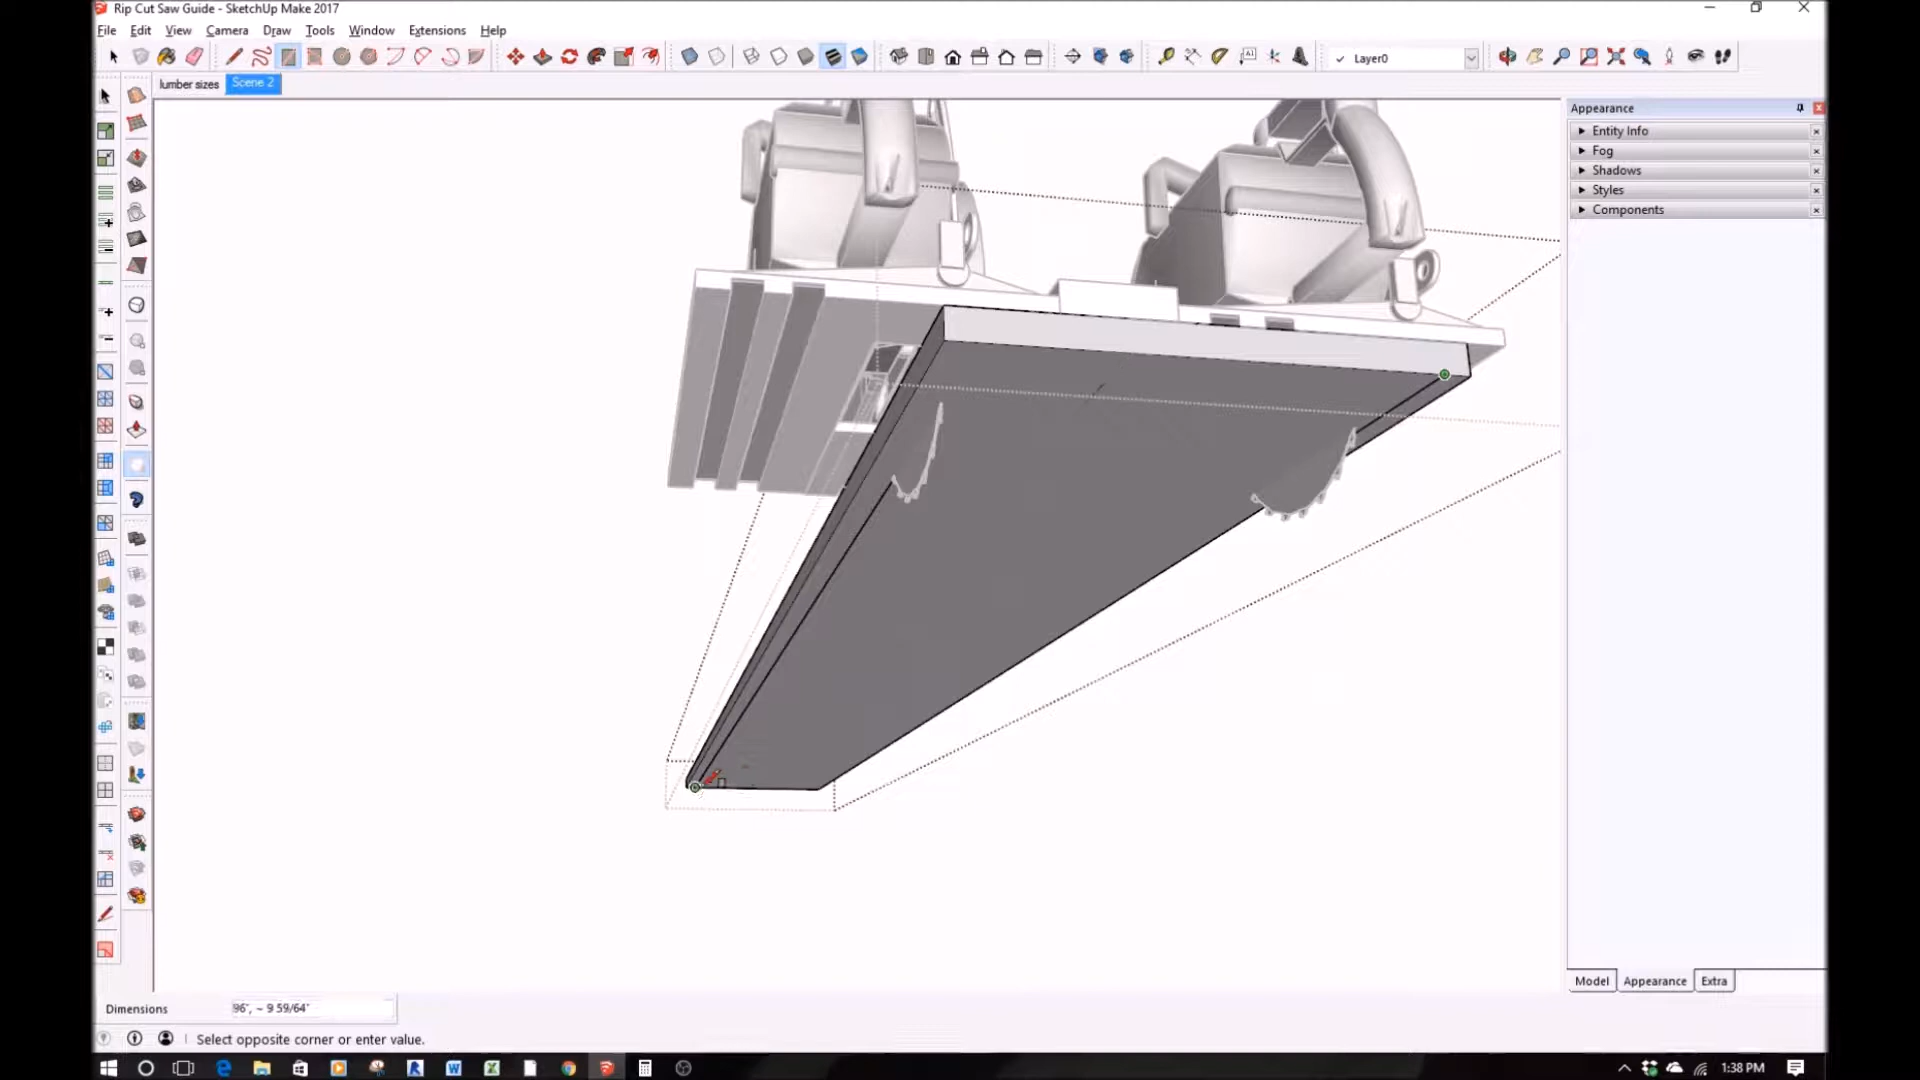 Rip Cut Saw Guide - SketchUp Make 2017
File Edit View Camera Draw Tools Window Extensions Help
A1
Layer0
lumber sizes Scene 2
Appearance
Entity Info
Fog
Shadows
Styles
Components
Model Appearance Extra
Dimensions 96", ~ 9 59/64"
Select opposite corner or enter value.
1:38 PM